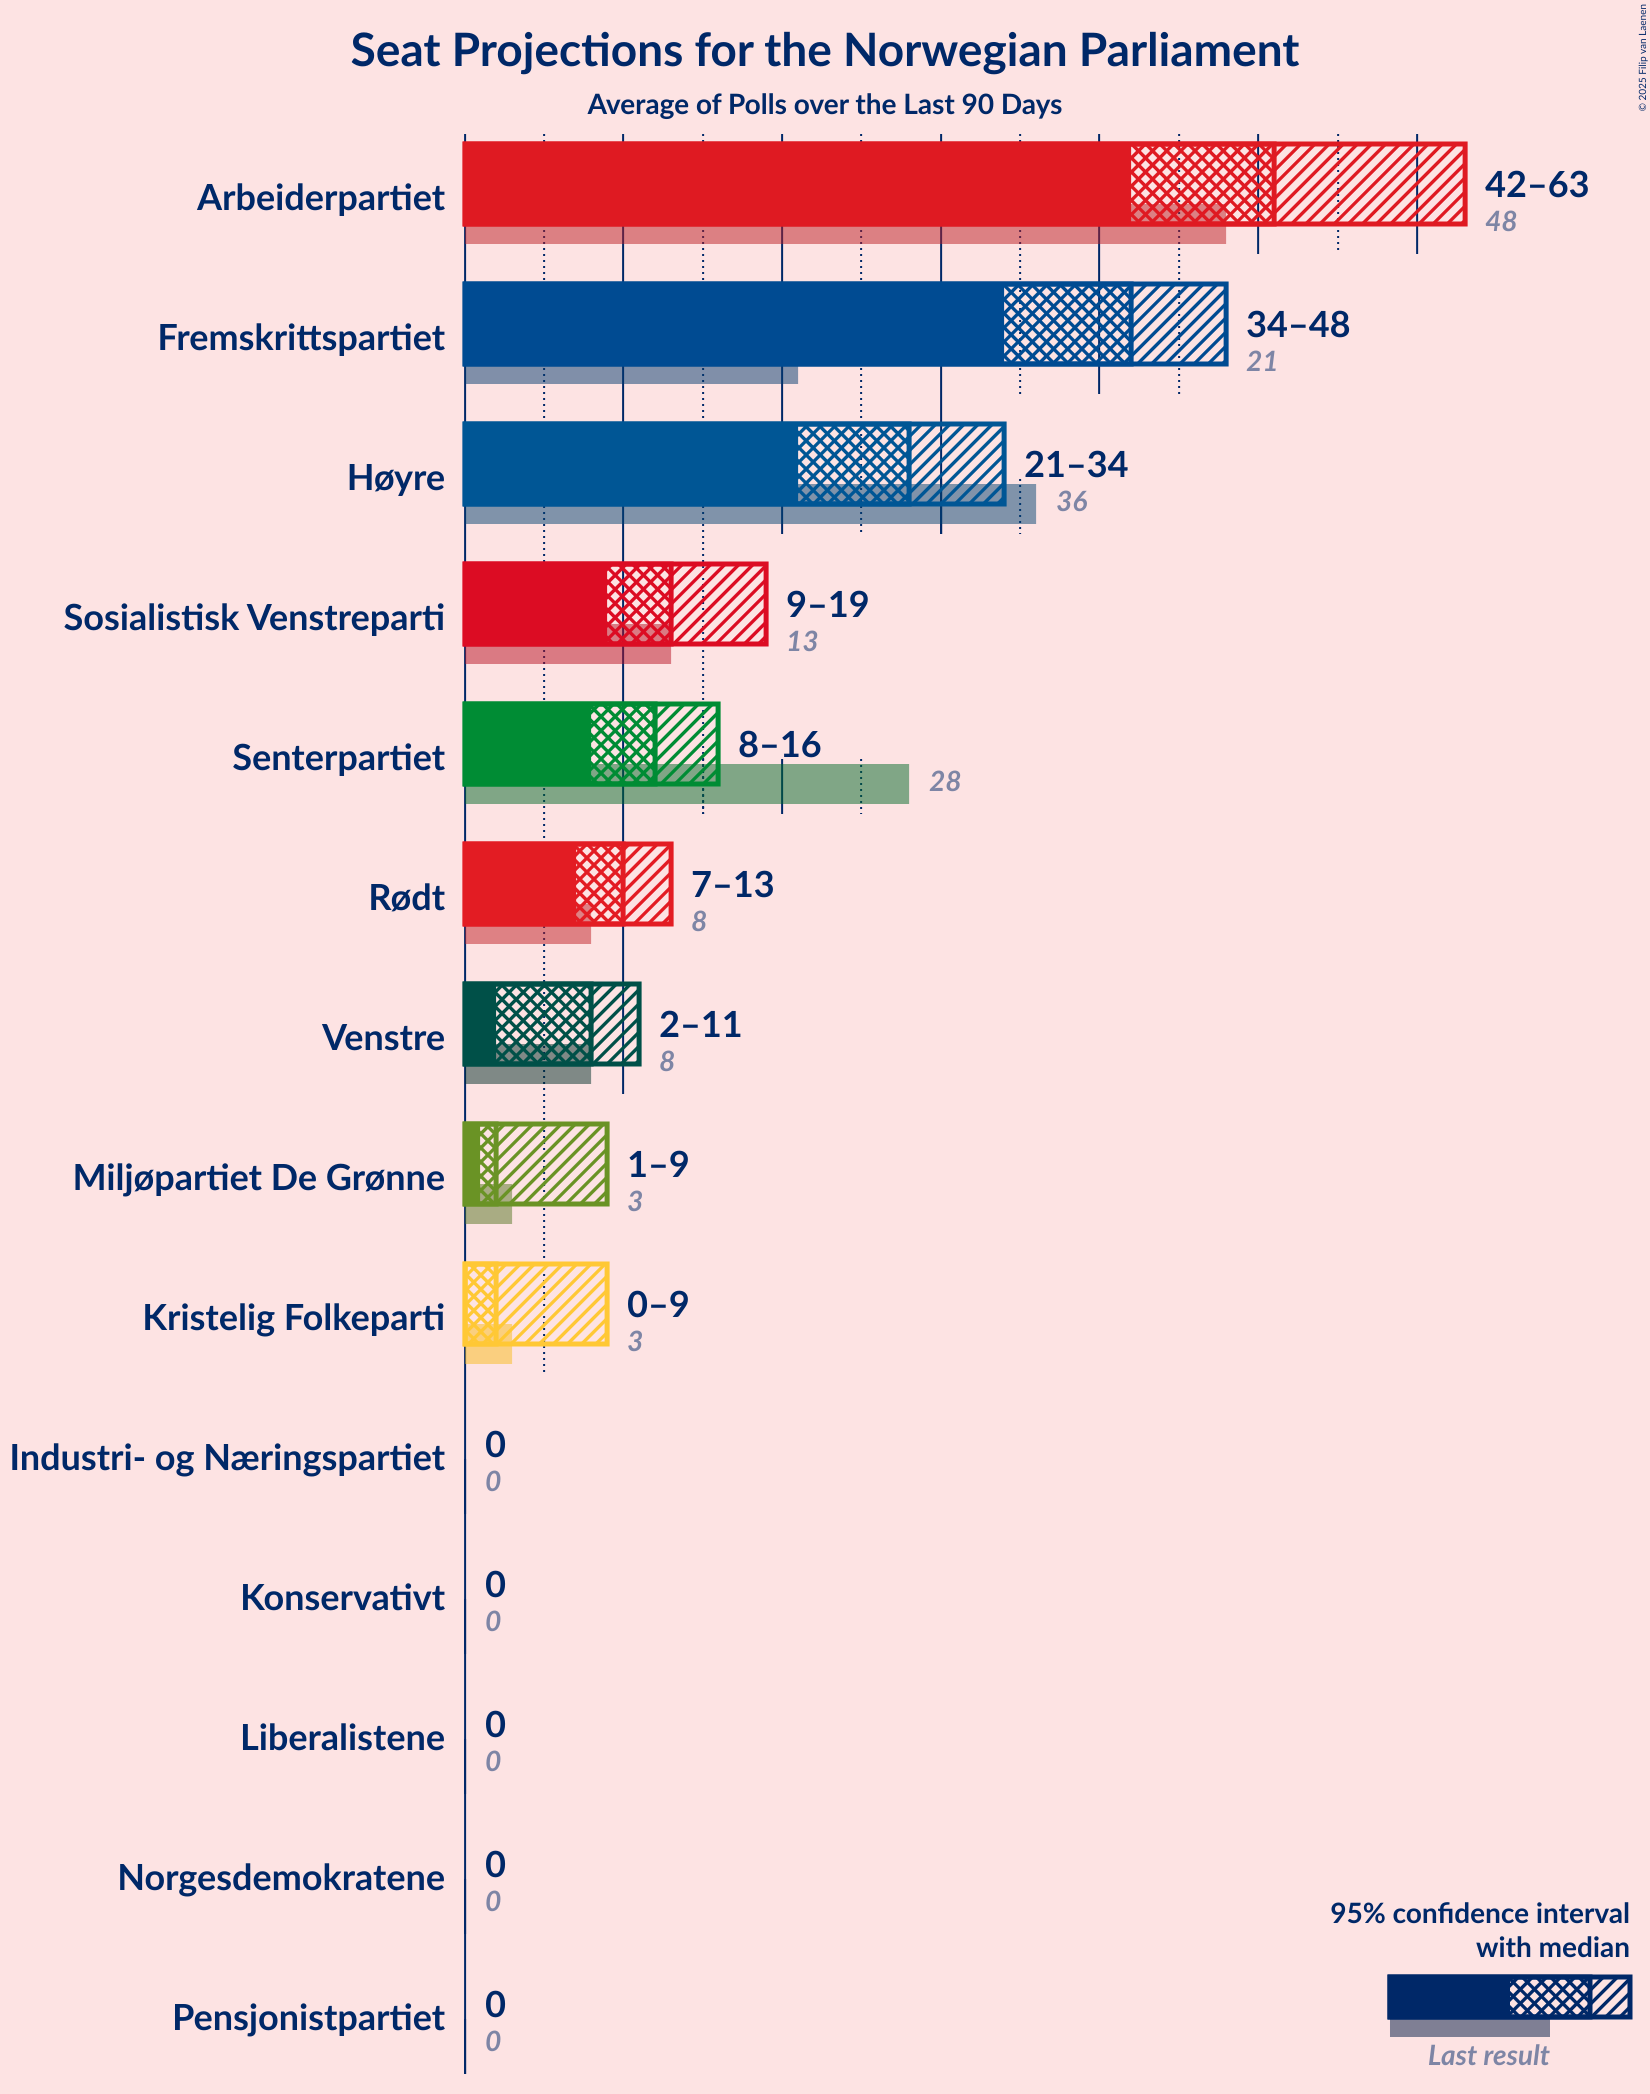 Seat Projections for the Norwegian Parliament
Average of Polls over the Last 90 Days
© 2025 Filip van Laenen
Arbeiderpartiet
42–63
48
Fremskrittspartiet
34–48
21
Høyre
21–34
36
Sosialistisk Venstreparti
9–19
13
Senterpartiet
8–16
28
Rødt
7–13
8
Venstre
2–11
8
Miljøpartiet De Grønne
1–9
3
Kristelig Folkeparti
0–9
3
Industri- og Næringspartiet
0
0
Konservativt
0
0
Liberalistene
0
0
Norgesdemokratene
0
0
Pensjonistpartiet
0
0
95% confidence interval
with median
Last result